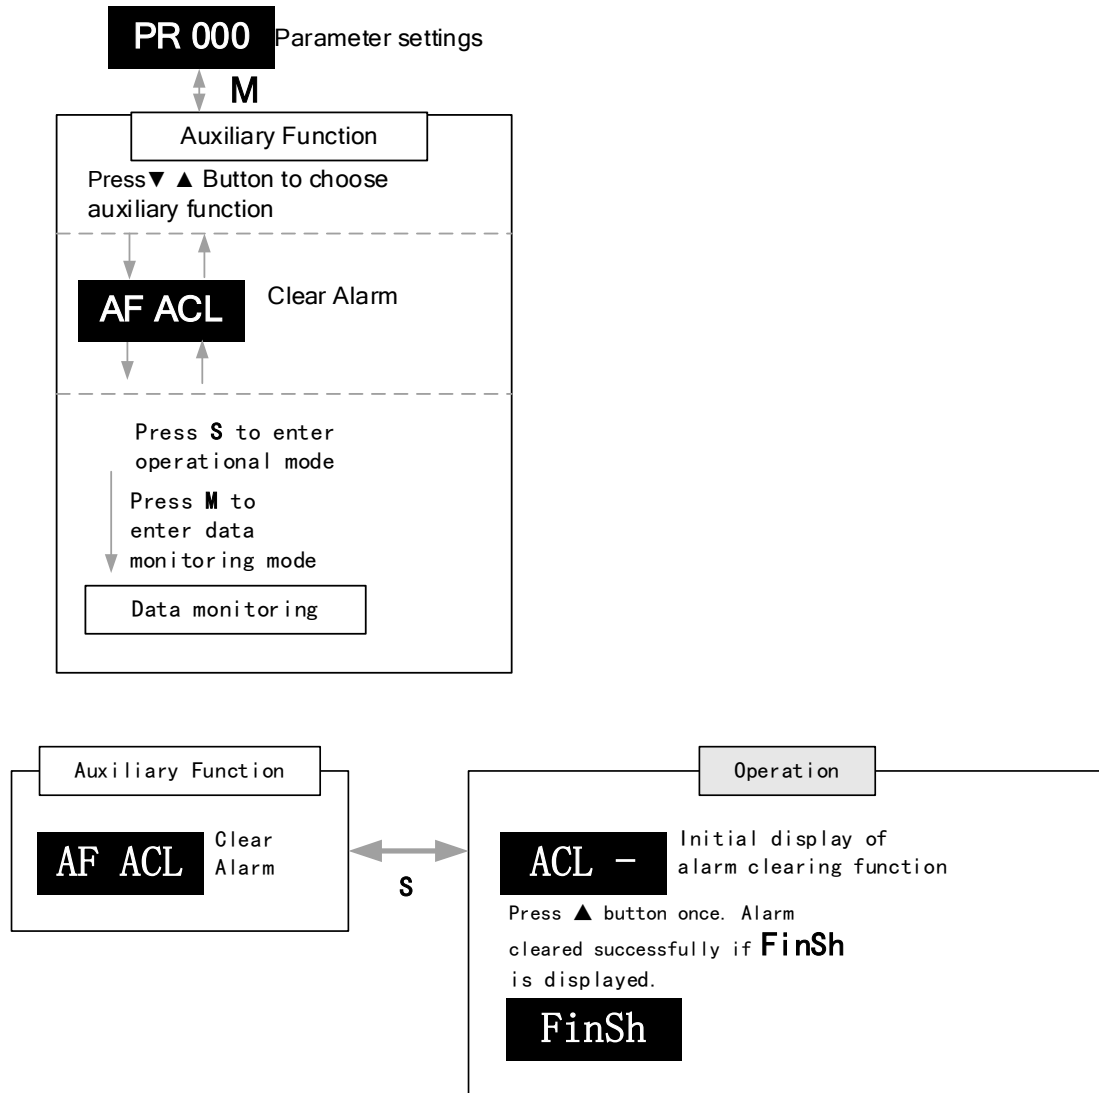 PR 000 Parameter settings
M
Auxiliary Function
Press▼ ▲ Button to choose
auxiliary function
AF ACL Clear Alarm
Press S to enter
operational mode
Press M to
enter data
monitoring mode
Data monitoring
Auxiliary Function
AF ACL
Clear
Alarm
S
Operation
ACL –
Initial display of
alarm clearing function
Press ▲ button once. Alarm
cleared successfully if FinSh
is displayed.
FinSh